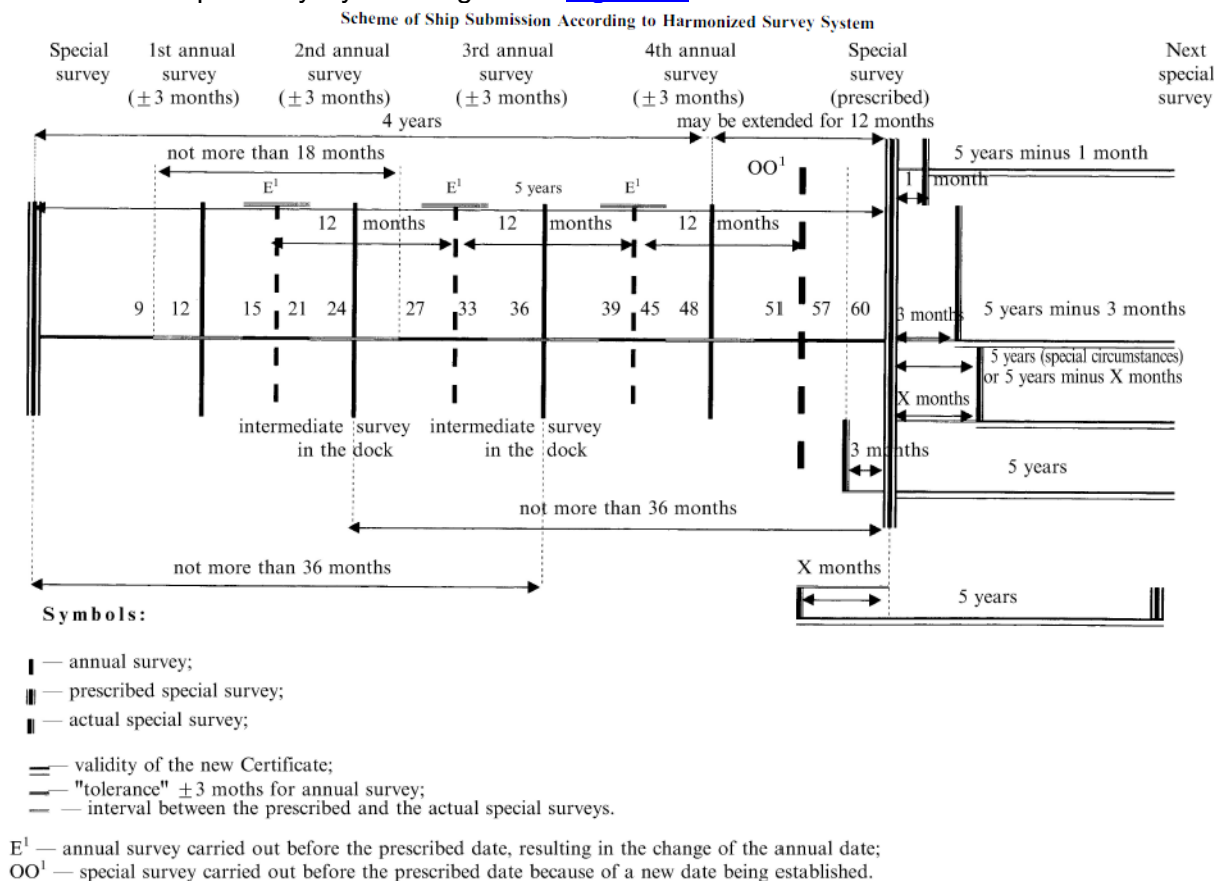 Scheme of Ship Submission According to Harmonized Survey System
Special survey
1st annual survey (±3 months)
2nd annual survey (±3 months)
3rd annual survey (±3 months)
4th annual survey (±3 months)
Special survey (prescribed)
Next special survey
4 years
may be extended for 12 months
not more than 18 months
OO¹
5 years minus 1 month
1 month
E¹
E¹
5 years
E¹
12 months
12 months
12 months
9 12 15 21 24 27 33 36 39 45 48 51 57 60
3 months
5 years minus 3 months
5 years (special circumstances)
or 5 years minus X months
X months
intermediate survey
in the dock
intermediate survey
in the dock
3 months
5 years
not more than 36 months
not more than 36 months
X months
5 years
Symbols:
— annual survey;
— prescribed special survey;
— actual special survey;
— validity of the new Certificate;
— "tolerance" ±3 moths for annual survey;
— interval between the prescribed and the actual special surveys.
E¹ — annual survey carried out before the prescribed date, resulting in the change of the annual date;
OO¹ — special survey carried out before the prescribed date because of a new date being established.